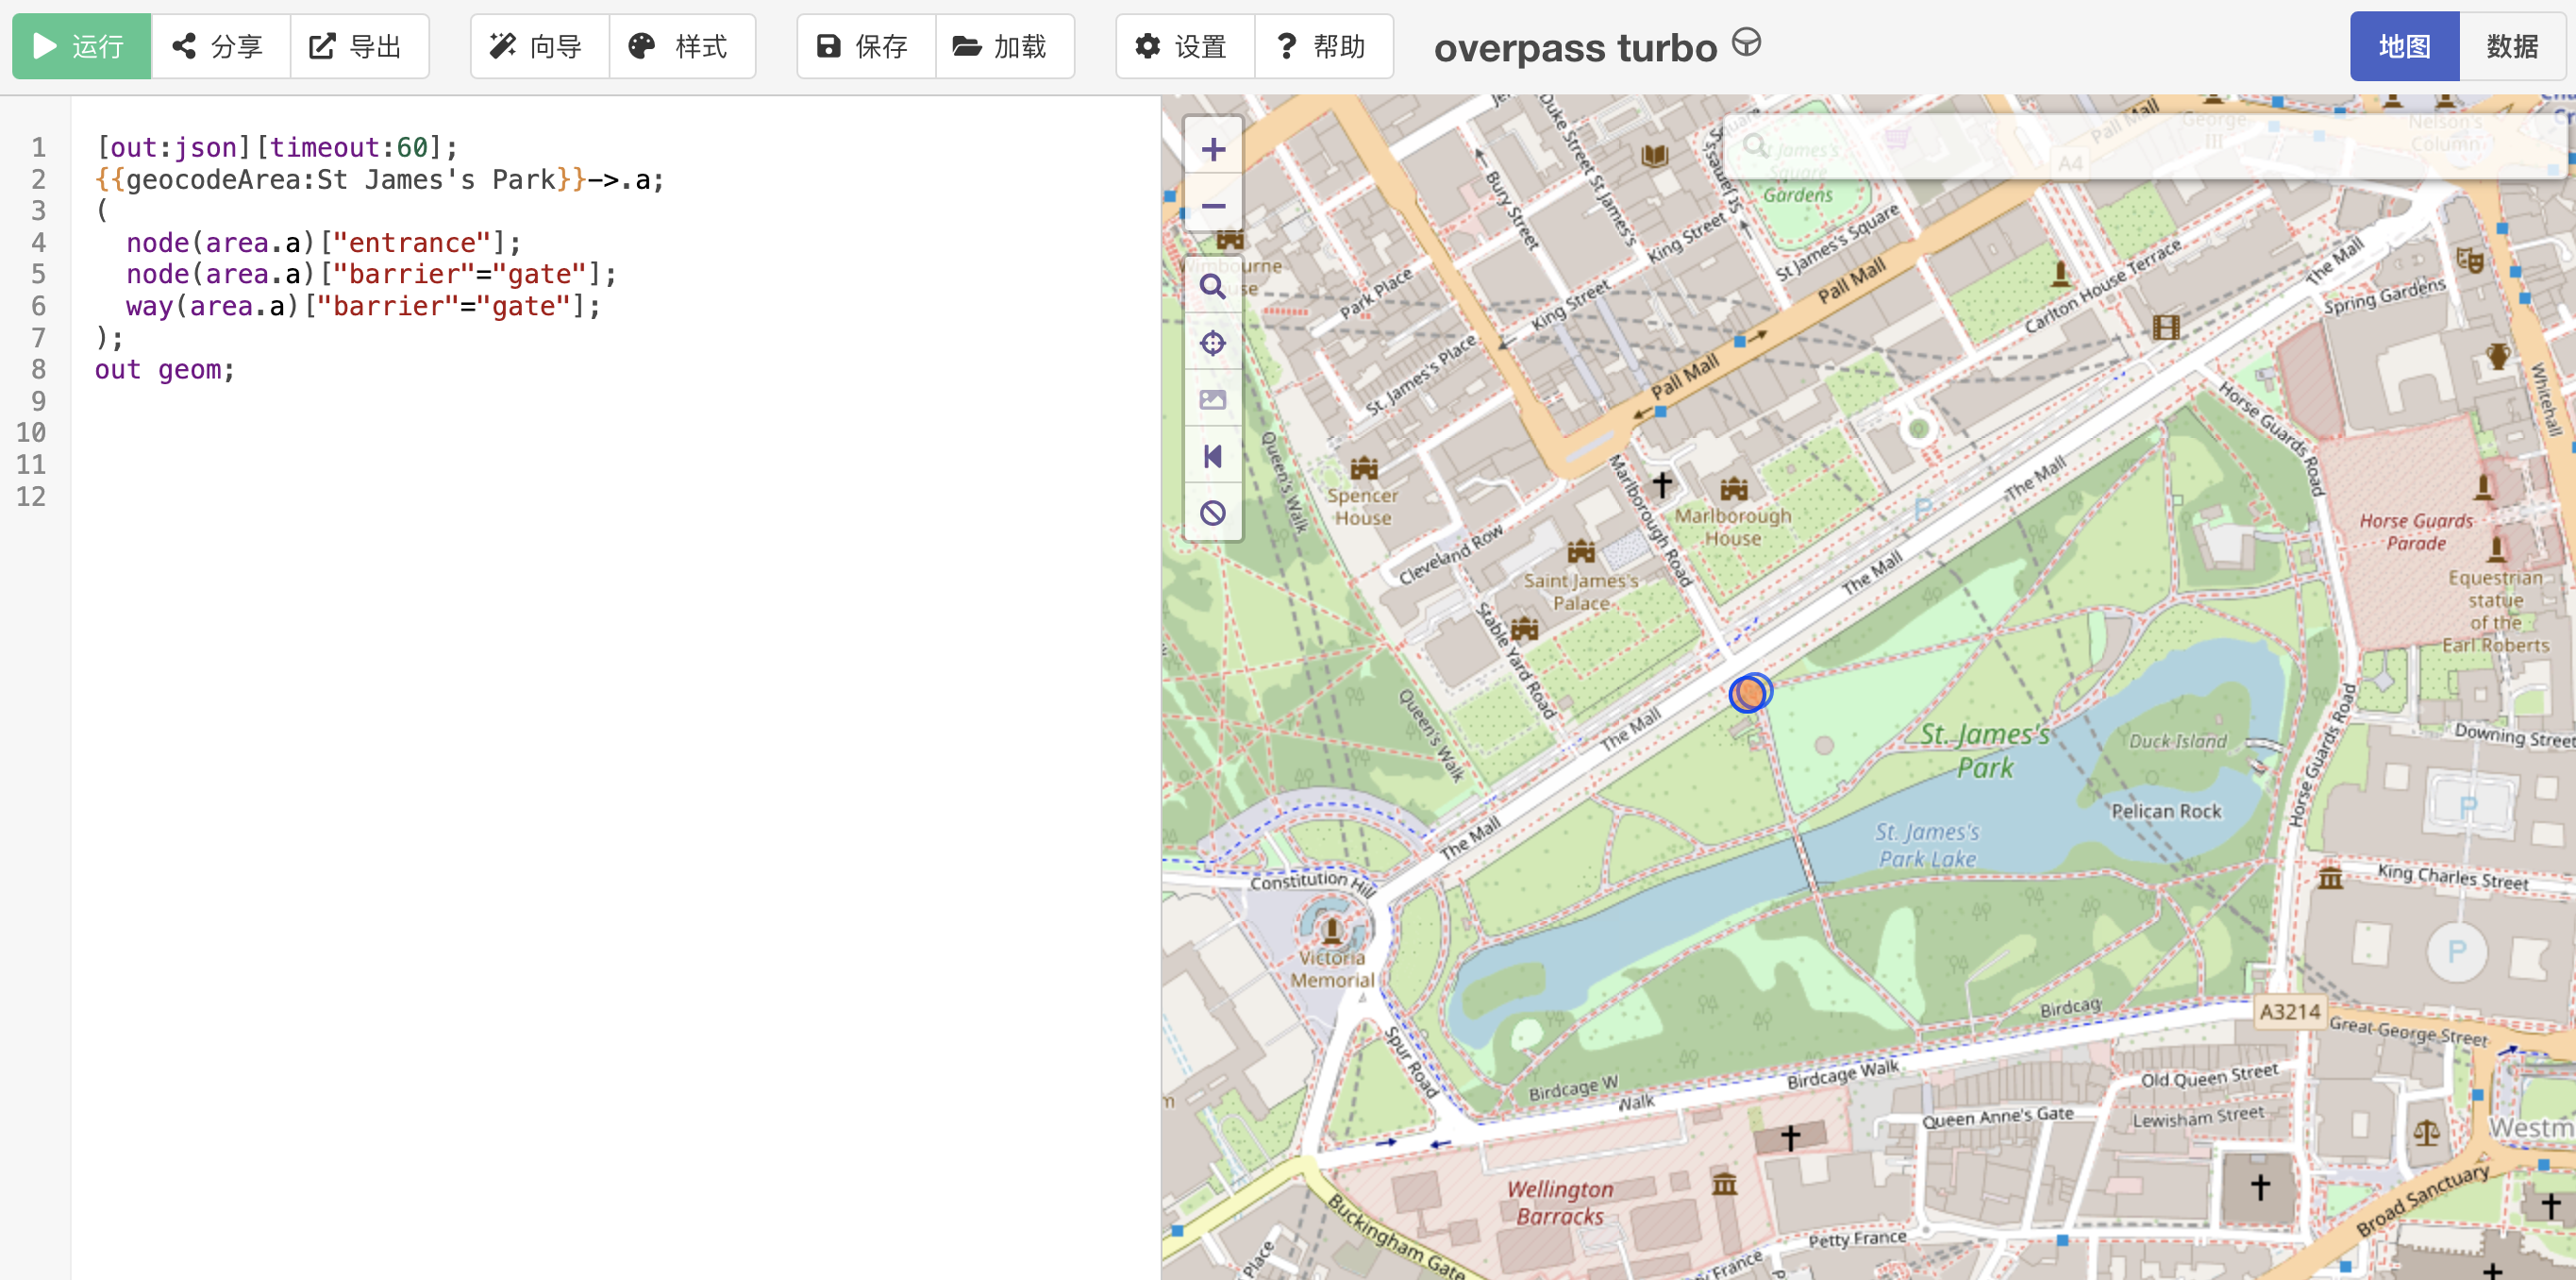 运行
分享
导出
向导
样式
保存
加载
设置
帮助
overpass turbo
地图
数据
1 [out:json][timeout:60];
2 {{geocodeArea:St James's Park}}->.a;
3 (
4 node(area.a)["entrance"];
5 node(area.a)["barrier"="gate"];
6 way(area.a)["barrier"="gate"];
7 );
8 out geom;
9
10
11
12
+
−
Duke Street St James's
Bury Street
St James's
Square
Gardens
St James's Square
King Street
King Street
Park Place
St. James's Place
Pall Mall
Pall Mall
Pall Mall
A4
George
III
Nelson's
Column
Carlton House Terrace
The Mall
Spring Gardens
Whitehall
Horse Guards Road
Horse Guards
Parade
Equestrian
statue
of the
Earl Roberts
Queen's Walk
Spencer
House
Marlborough
House
Marlborough Road
Cleveland Row
Saint James's
Palace
Stable Yard Road
The Mall
The Mall
The Mall
The Mall
Queen's Walk
P
St. James's
Park
Duck Island
Pelican Rock
St. James's
Park Lake
Horse Guards Road
Downing Street
P
King Charles Street
P
Constitution Hill
Victoria
Memorial
Spur Road
Birdcage W
Walk
Birdcage Walk
Birdcag
A3214
Great George Street
Old Queen Street
Lewisham Street
Queen Anne's Gate
Westm
Broad Sanctuary
Wellington
Barracks
Buckingham Gate
Petty France
Place